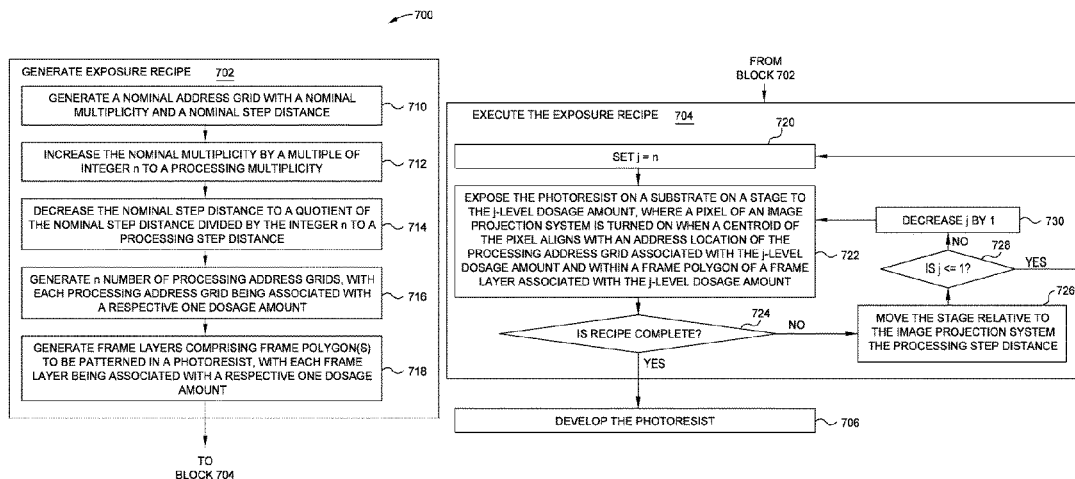 700
GENERATE EXPOSURE RECIPE 702
GENERATE A NOMINAL ADDRESS GRID WITH A NOMINAL
MULTIPLICITY AND A NOMINAL STEP DISTANCE
710
INCREASE THE NOMINAL MULTIPLICITY BY A MULTIPLE OF
INTEGER n TO A PROCESSING MULTIPLICITY
712
DECREASE THE NOMINAL STEP DISTANCE TO A QUOTIENT OF
THE NOMINAL STEP DISTANCE DIVIDED BY THE INTEGER n TO A
PROCESSING STEP DISTANCE
714
GENERATE n NUMBER OF PROCESSING ADDRESS GRIDS, WITH
EACH PROCESSING ADDRESS GRID BEING ASSOCIATED WITH
A RESPECTIVE ONE DOSAGE AMOUNT
716
GENERATE FRAME LAYERS COMPRISING FRAME POLYGON(S)
TO BE PATTERNED IN A PHOTORESIST, WITH EACH FRAME
LAYER BEING ASSOCIATED WITH A RESPECTIVE ONE DOSAGE
AMOUNT
718
TO
BLOCK 704
FROM
BLOCK 702
EXECUTE THE EXPOSURE RECIPE 704
720
SET j = n
EXPOSE THE PHOTORESIST ON A SUBSTRATE ON A STAGE TO
THE j-LEVEL DOSAGE AMOUNT, WHERE A PIXEL OF AN IMAGE
PROJECTION SYSTEM IS TURNED ON WHEN A CENTROID OF
THE PIXEL ALIGNS WITH AN ADDRESS LOCATION OF THE
PROCESSING ADDRESS GRID ASSOCIATED WITH THE j-LEVEL
DOSAGE AMOUNT AND WITHIN A FRAME POLYGON OF A FRAME
LAYER ASSOCIATED WITH THE j-LEVEL DOSAGE AMOUNT
722
DECREASE j BY 1
730
NO
728
IS j <= 1?
YES
726
MOVE THE STAGE RELATIVE TO
THE IMAGE PROJECTION SYSTEM
THE PROCESSING STEP DISTANCE
724
IS RECIPE COMPLETE?
NO
YES
DEVELOP THE PHOTORESIST
706